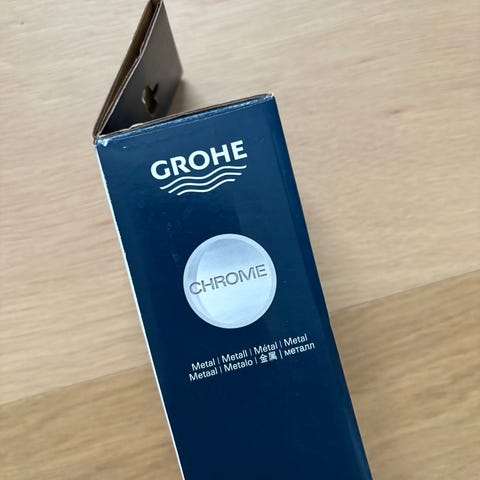 GROHE
CHROME
Metal | Metall | Métal | Metal
Metaal | Metalo | 金属 | металл